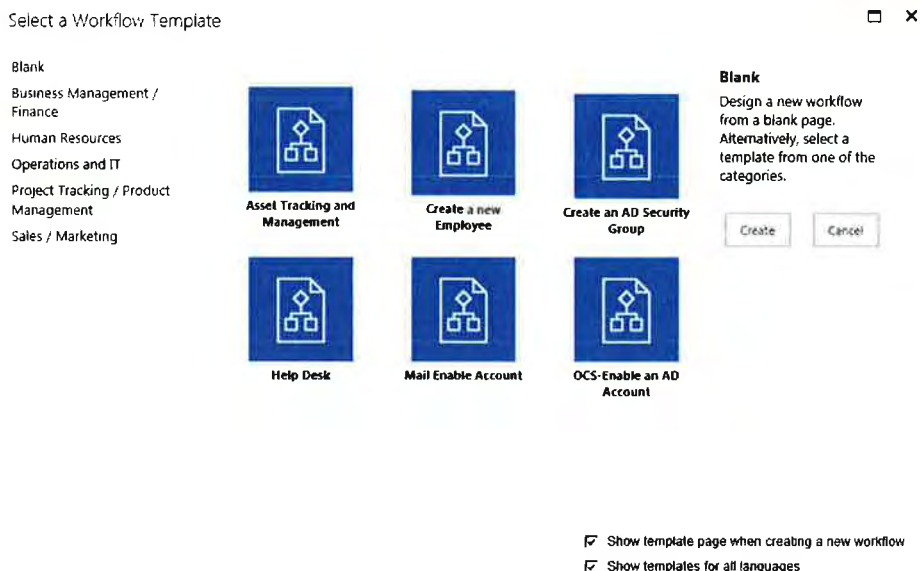 Select a Workflow Template
Blank
Business Management /
Finance
Human Resources
Operations and IT
Project Tracking / Product
Management
Sales / Marketing
Asset Tracking and
Management
Create a new
Employee
Create an AD Security
Group
Help Desk
Mail Enable Account
OCS-Enable an AD
Account
Blank
Design a new workflow
from a blank page.
Alternatively, select a
template from one of the
categories.
Create
Cancel
Show template page when creating a new workflow
Show templates for all languages